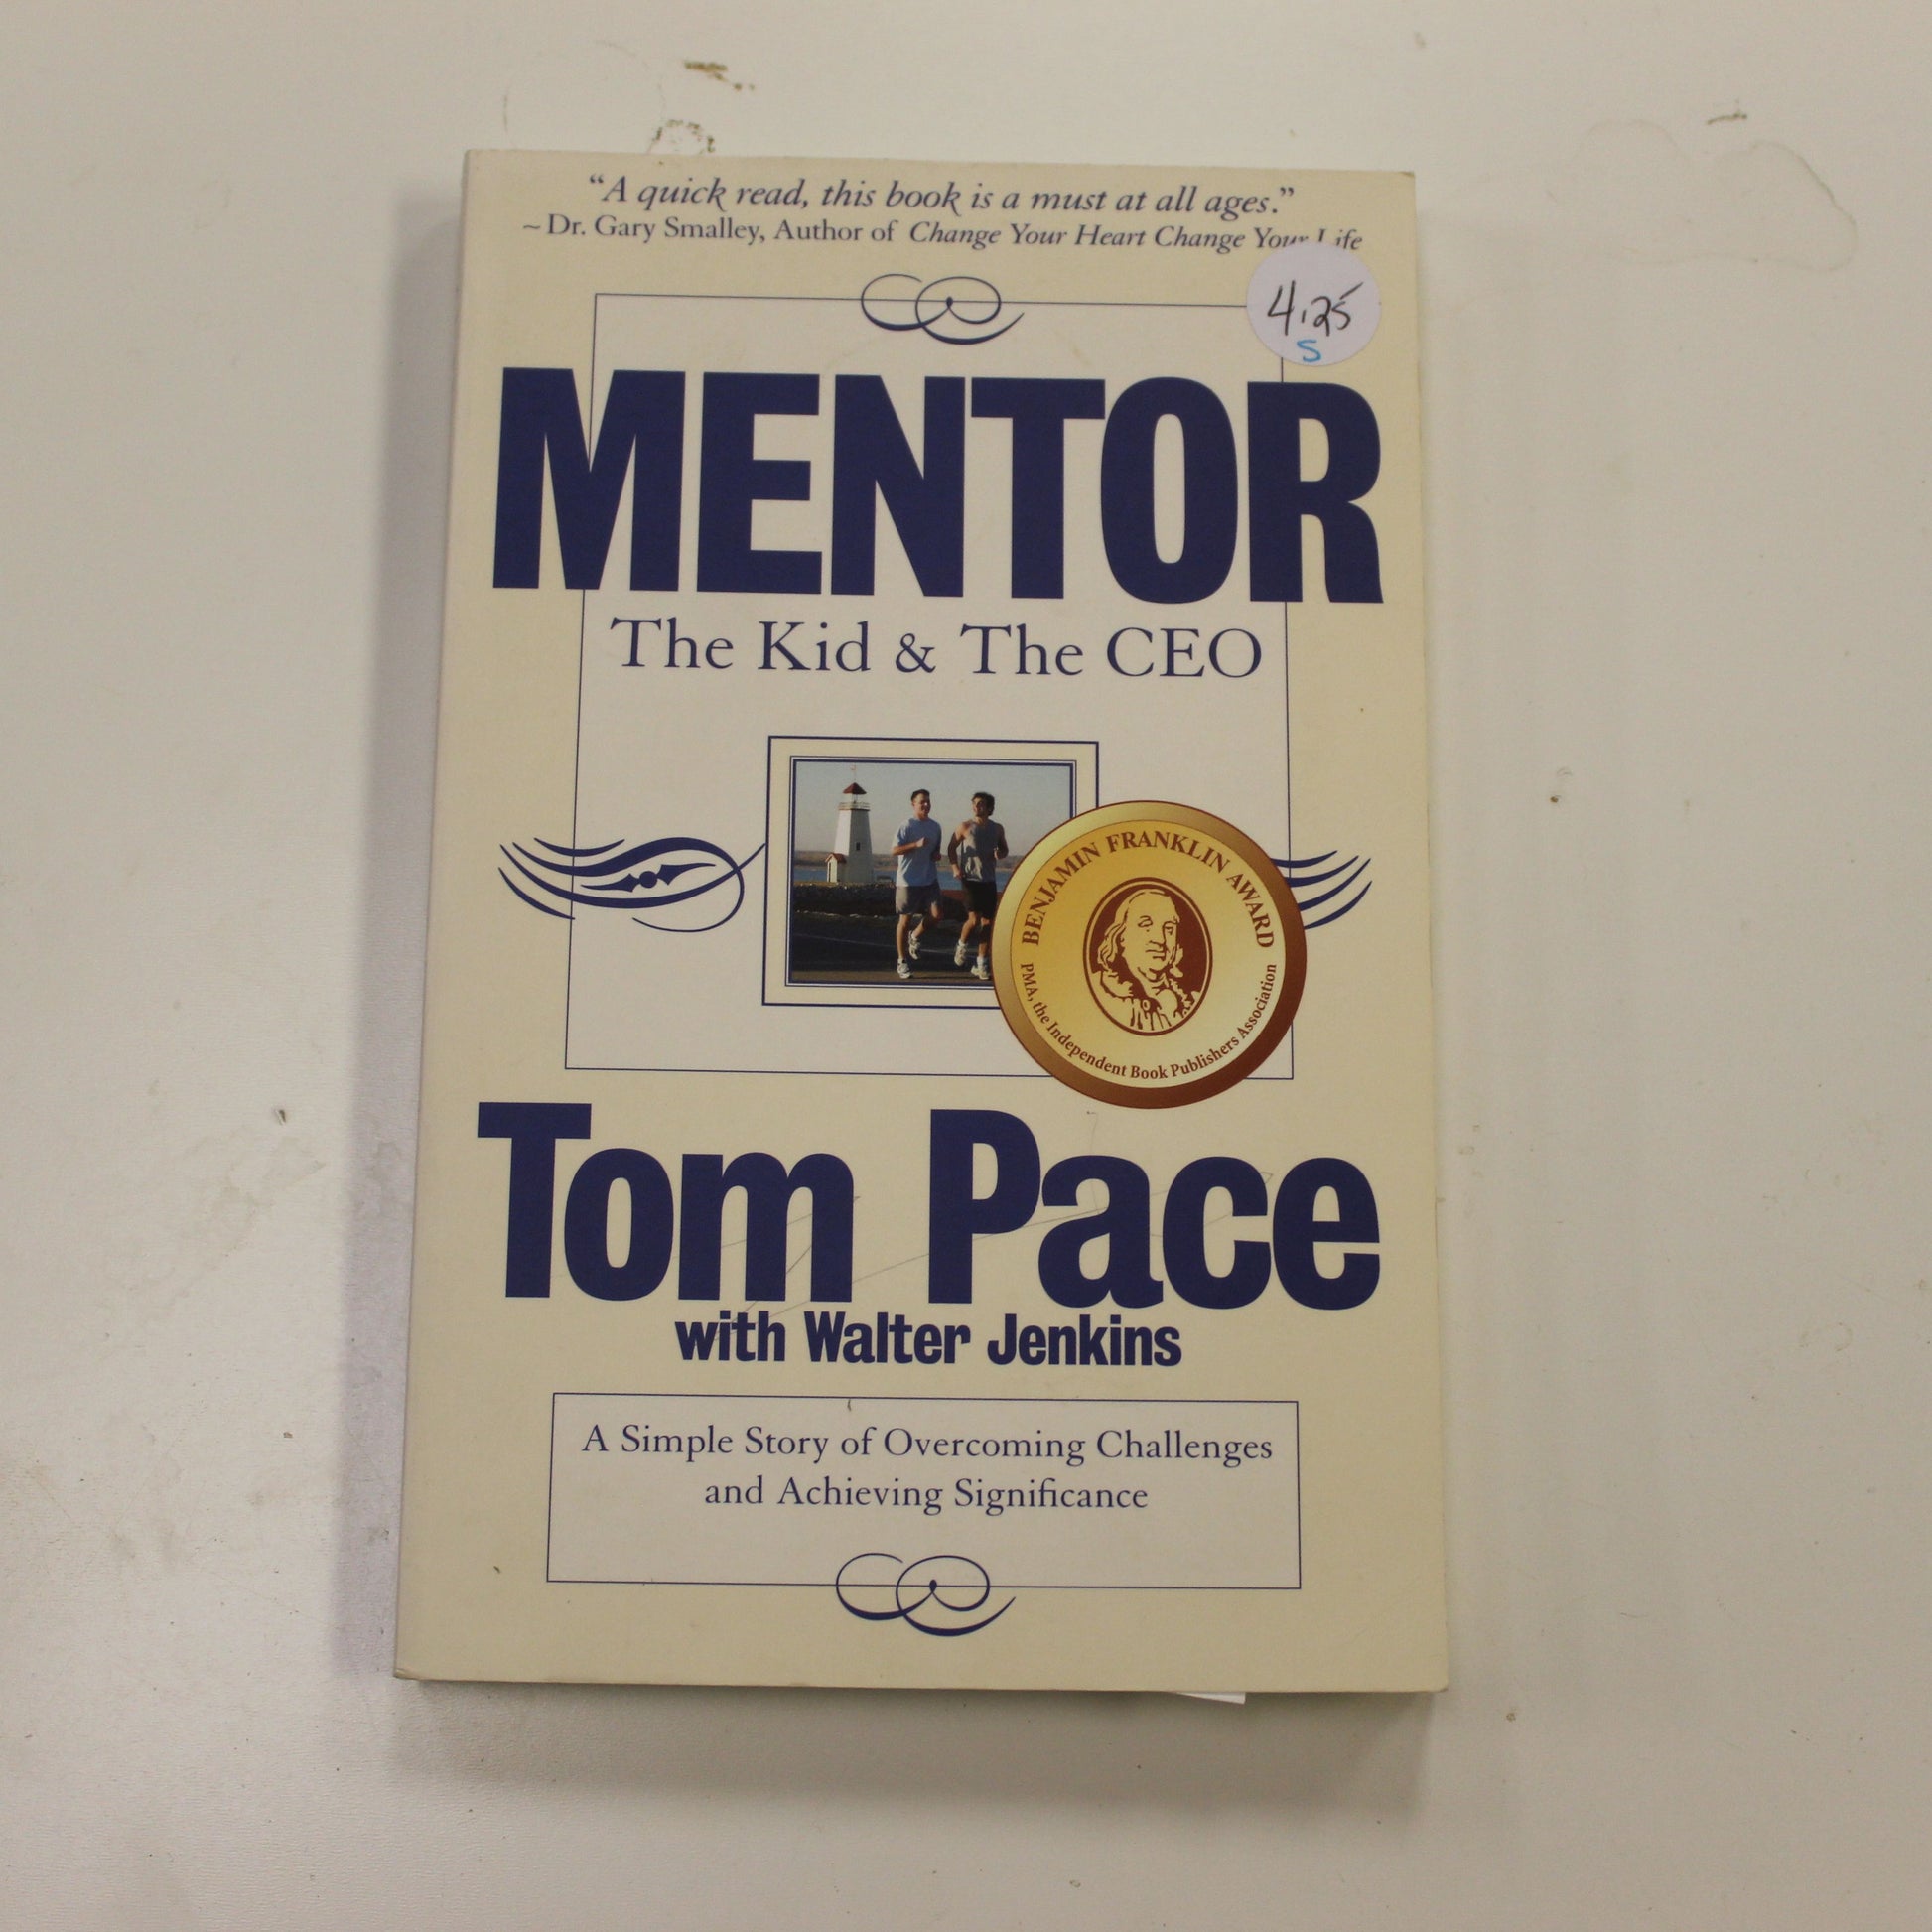 “A quick read, this book is a must at all ages.”
~Dr. Gary Smalley, Author of Change Your Heart Change Your Life
4.25
S
MENTOR
The Kid & The CEO
BENJAMIN FRANKLIN AWARD
PMA, the Independent Book Publishers Association
Tom Pace
with Walter Jenkins
A Simple Story of Overcoming Challenges
and Achieving Significance